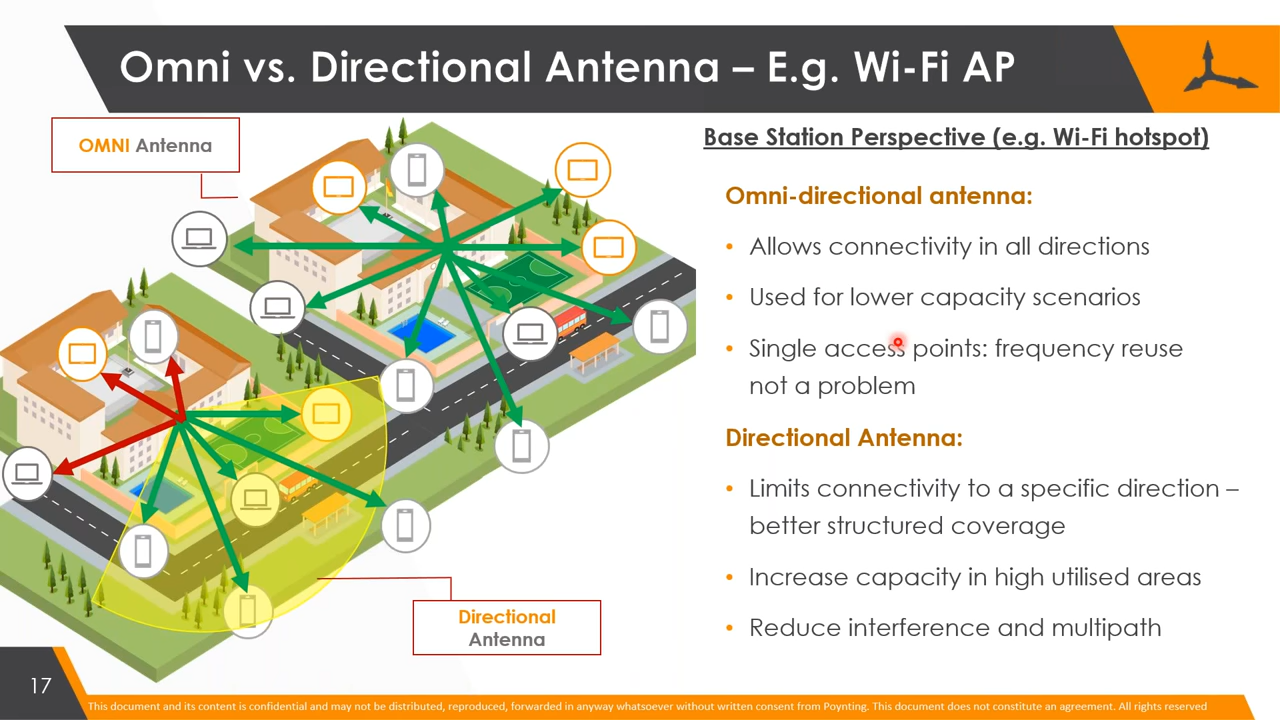 Omni vs. Directional Antenna – E.g. Wi-Fi AP
OMNI Antenna
Base Station Perspective (e.g. Wi-Fi hotspot)
Omni-directional antenna:
• Allows connectivity in all directions
• Used for lower capacity scenarios
• Single access points: frequency reuse
not a problem
Directional Antenna:
• Limits connectivity to a specific direction –
better structured coverage
• Increase capacity in high utilised areas
• Reduce interference and multipath
Directional
Antenna
17
This document and its content is confidential and may not be distributed, reproduced, forwarded in anyway whatsoever without written consent from Poynting. This document does not constitute an agreement. All rights reserved